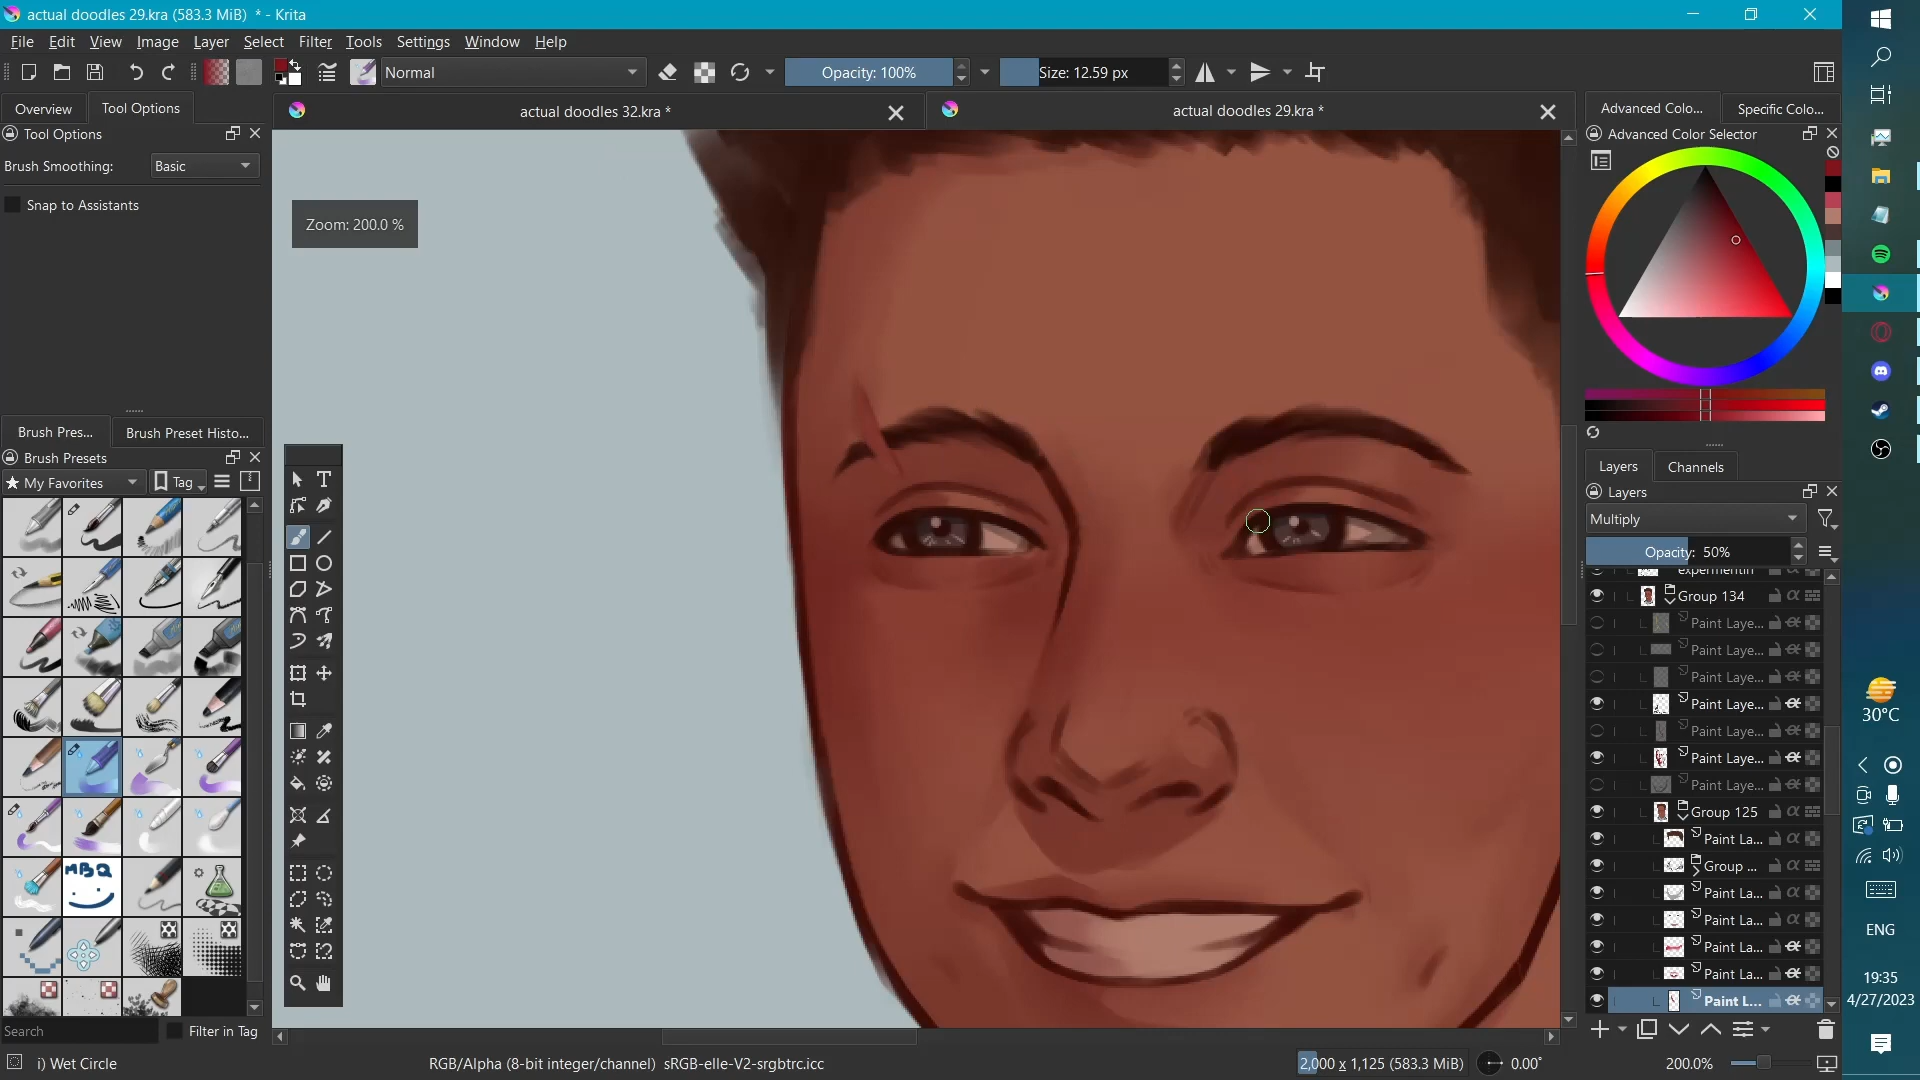 actual doodles 29.kra (583.3 MiB)  * - Krita
File Edit View Image Layer Select Filter Tools Settings Window Help
Normal
Opacity: 100%
Size: 12.59 px
Overview
Tool Options
actual doodles 32.kra *
actual doodles 29.kra *
Advanced Colo...
Specific Colo...
Tool Options
Advanced Color Selector
Brush Smoothing:
Basic
Snap to Assistants
Zoom: 200.0 %
Brush Pres...
Brush Preset Histo...
Brush Presets
My Favorites
Tag
MBQ
Search
Filter in Tag
Layers
Channels
Layers
Multiply
Opacity: 50%
expermentin
Group 134
Paint Laye...
Paint Laye...
Paint Laye...
Paint Laye...
Paint Laye...
Paint Laye...
Paint Laye...
Group 125
Paint La...
Group ...
Paint La...
Paint La...
Paint La...
Paint La...
Paint L...
i) Wet Circle
RGB/Alpha (8-bit integer/channel)  sRGB-elle-V2-srgbtrc.icc
2,000 x 1,125 (583.3 MiB)
0.00°
200.0%
30°C
ENG
19:35
4/27/2023